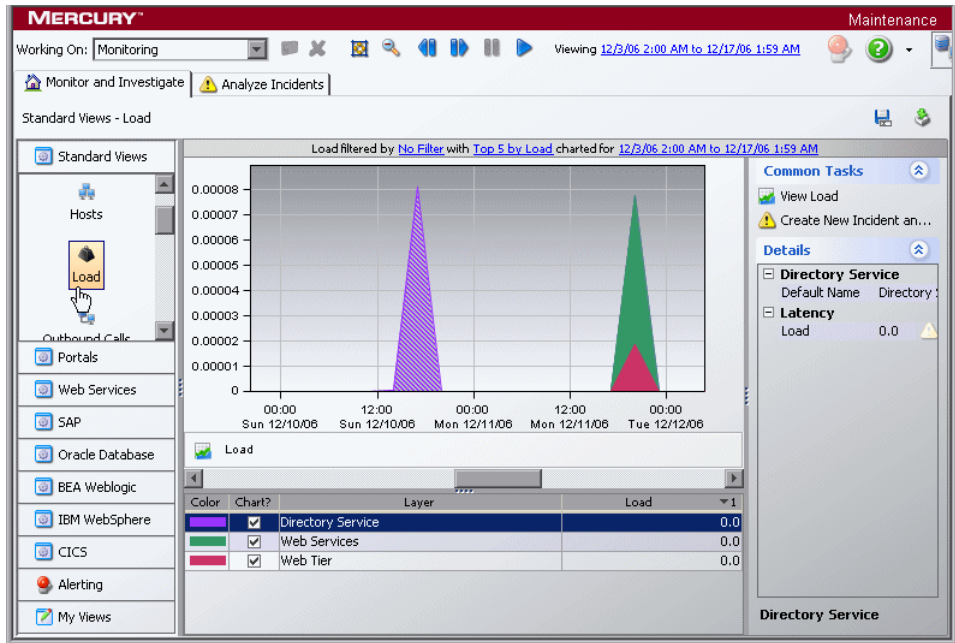 MERCURY™
Maintenance
Working On: Monitoring
Viewing 12/3/06 2:00 AM to 12/17/06 1:59 AM
Monitor and Investigate
Analyze Incidents
Standard Views - Load
Standard Views
Hosts
Load
Outbound Calls
Portals
Web Services
SAP
Oracle Database
BEA Weblogic
IBM WebSphere
CICS
Alerting
My Views
Load filtered by No Filter with Top 5 by Load charted for 12/3/06 2:00 AM to 12/17/06 1:59 AM
0.00008
0.00007
0.00006
0.00005
0.00004
0.00003
0.00002
0.00001
0
00:00 12:00 00:00 12:00 00:00
Sun 12/10/06 Sun 12/10/06 Mon 12/11/06 Mon 12/11/06 Tue 12/12/06
Load
Color Chart? Layer Load 1
Directory Service 0.0
Web Services 0.0
Web Tier 0.0
Common Tasks
View Load
Create New Incident an...
Details
Directory Service
Default Name Directory
Latency
Load 0.0
Directory Service